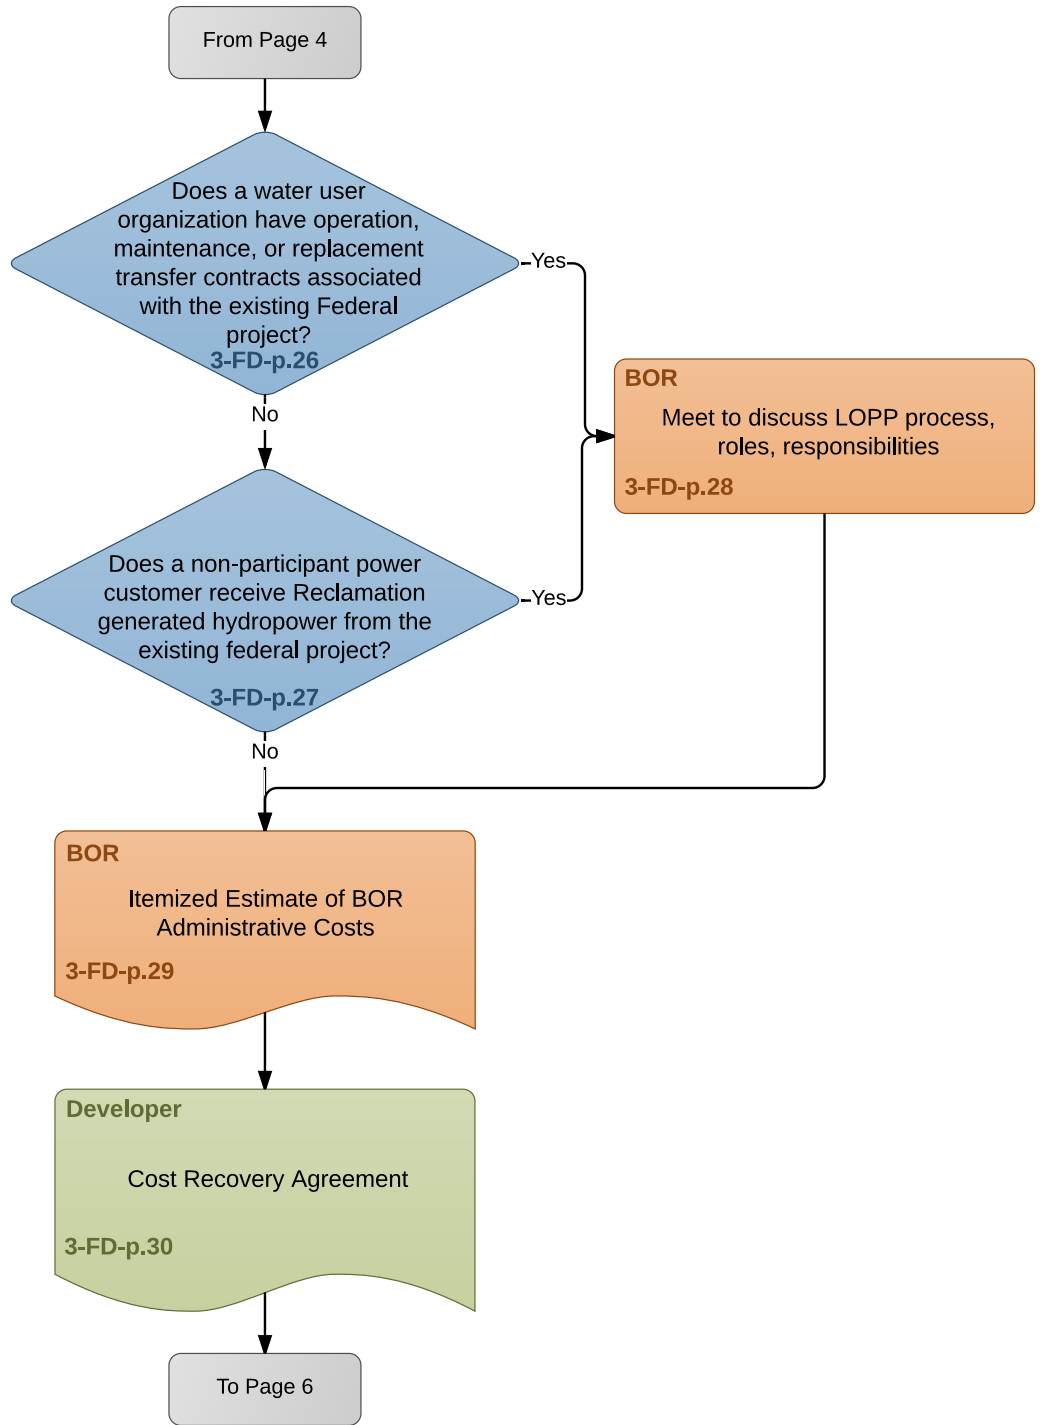 From Page 4
Does a water user
organization have operation,
maintenance, or replacement
transfer contracts associated
with the existing Federal
project?
3-FD-p.26
Yes
No
BOR
Meet to discuss LOPP process,
roles, responsibilities
3-FD-p.28
Does a non-participant power
customer receive Reclamation
generated hydropower from the
existing federal project?
3-FD-p.27
Yes
No
BOR
Itemized Estimate of BOR
Administrative Costs
3-FD-p.29
Developer
Cost Recovery Agreement
3-FD-p.30
To Page 6